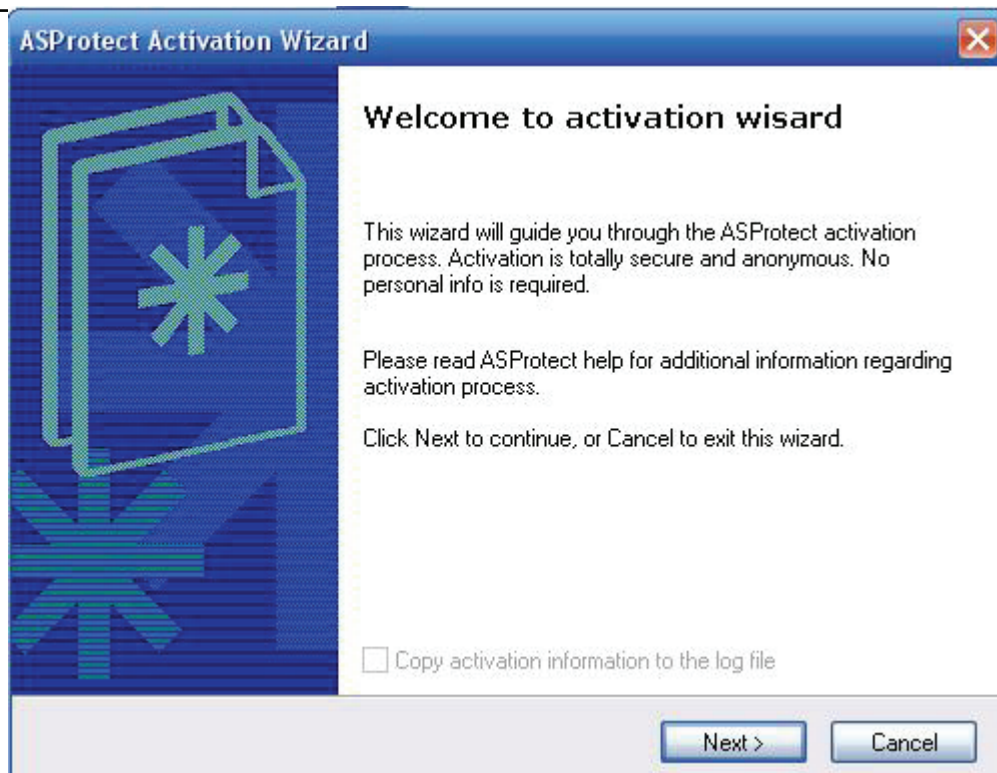 ASProtect Activation Wizard
Welcome to activation wisard
This wizard will guide you through the ASProtect activation
process. Activation is totally secure and anonymous. No
personal info is required.
Please read ASProtect help for additional information regarding
activation process.
Click Next to continue, or Cancel to exit this wizard.
Copy activation information to the log file
Next >
Cancel